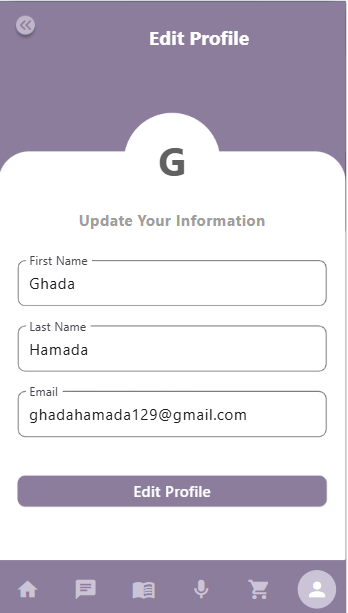 Edit Profile
G
Update Your Information
First Name
Ghada
Last Name
Hamada
Email
ghadahamada129@gmail.com
Edit Profile